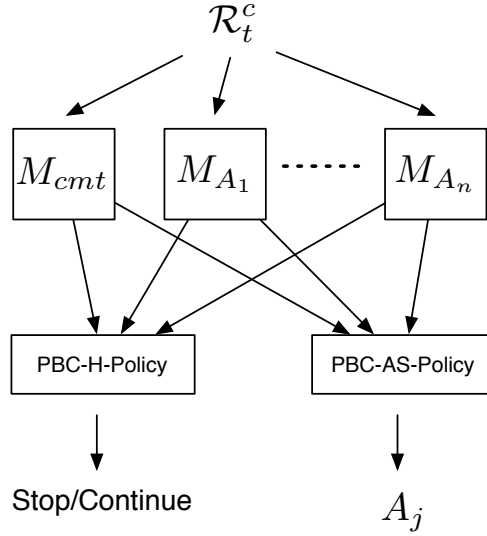 $\mathcal{R}_t^c$
$M_{cmt}$ $M_{A_1}$ $M_{A_n}$
PBC-H-Policy PBC-AS-Policy
Stop/Continue $A_j$